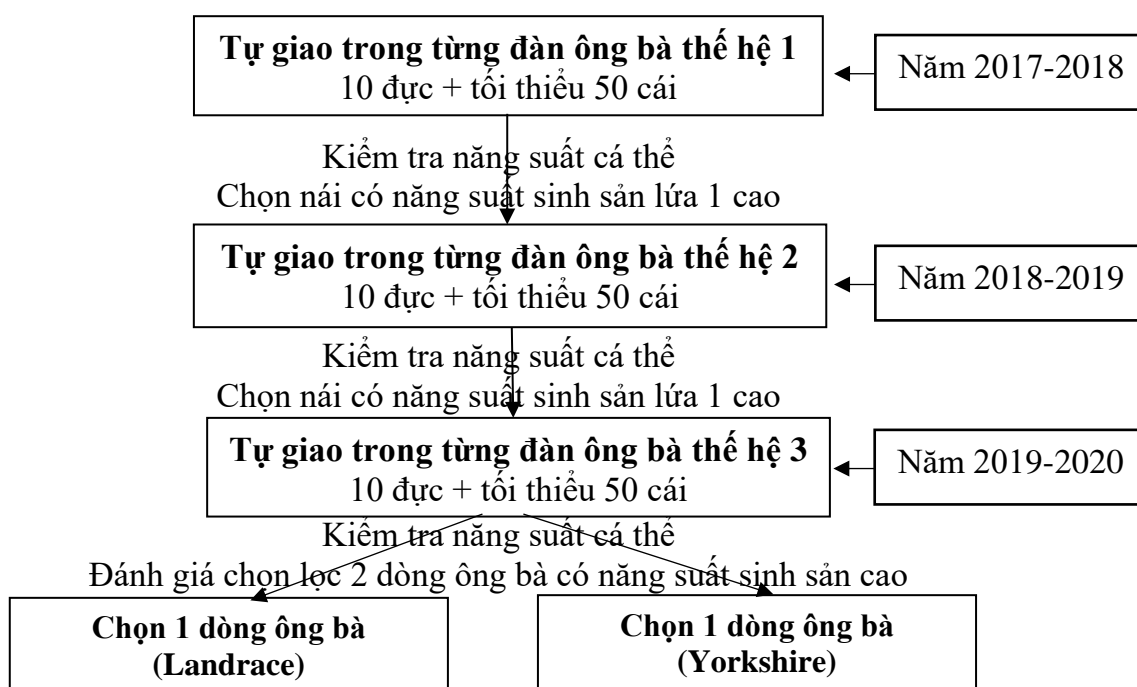 Tự giao trong từng đàn ông bà thế hệ 1
10 đực + tối thiểu 50 cái
Năm 2017-2018
Kiểm tra năng suất cá thể
Chọn nái có năng suất sinh sản lứa 1 cao
Tự giao trong từng đàn ông bà thế hệ 2
10 đực + tối thiểu 50 cái
Năm 2018-2019
Kiểm tra năng suất cá thể
Chọn nái có năng suất sinh sản lứa 1 cao
Tự giao trong từng đàn ông bà thế hệ 3
10 đực + tối thiểu 50 cái
Năm 2019-2020
Kiểm tra năng suất cá thể
Đánh giá chọn lọc 2 dòng ông bà có năng suất sinh sản cao
Chọn 1 dòng ông bà
(Landrace)
Chọn 1 dòng ông bà
(Yorkshire)